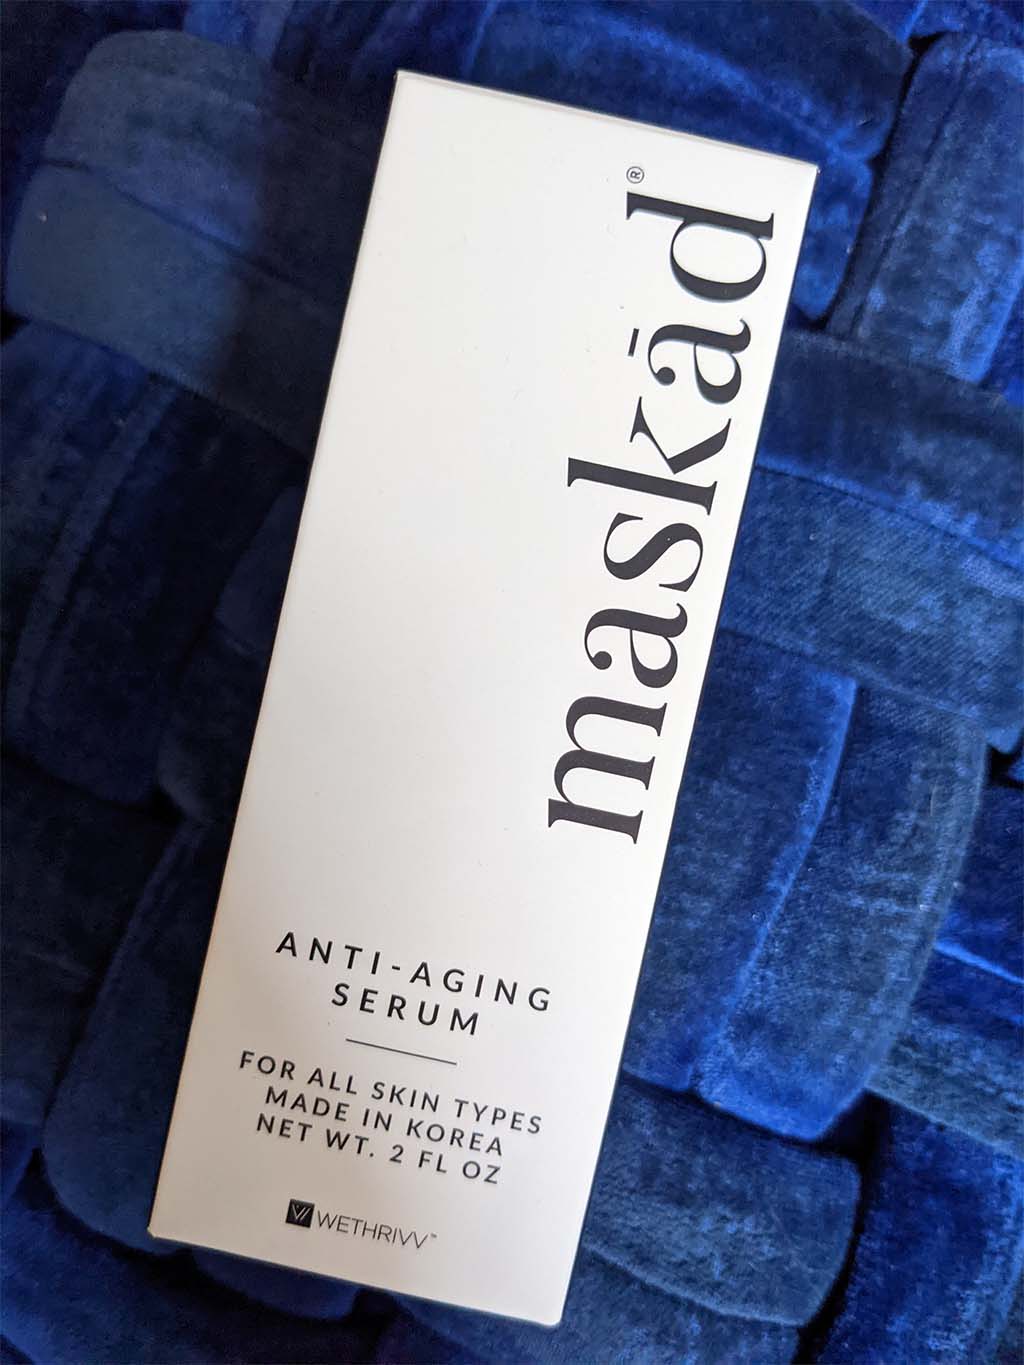 maskād®
ANTI-AGING
SERUM
FOR ALL SKIN TYPES
MADE IN KOREA
NET WT. 2 FL OZ
WETHRIVV™